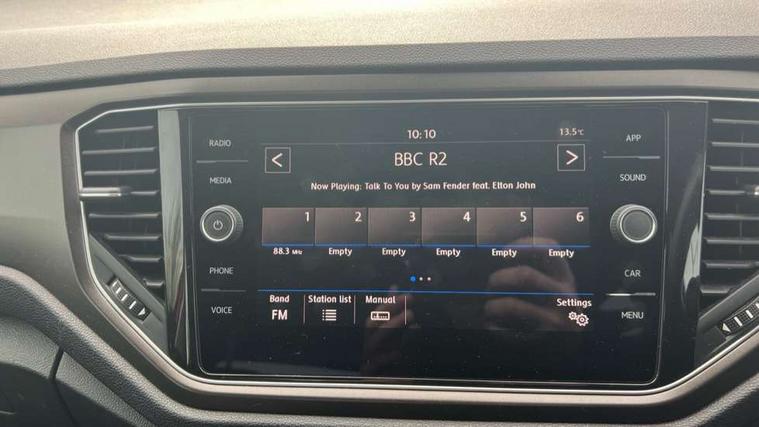 10:10
13.5°C
RADIO
APP
BBC R2
MEDIA
SOUND
Now Playing: Talk To You by Sam Fender feat. Elton John
1 2 3 4 5 6
88.3 MHz Empty Empty Empty Empty Empty
PHONE
CAR
Band Station list Manual Settings
FM
VOICE
MENU